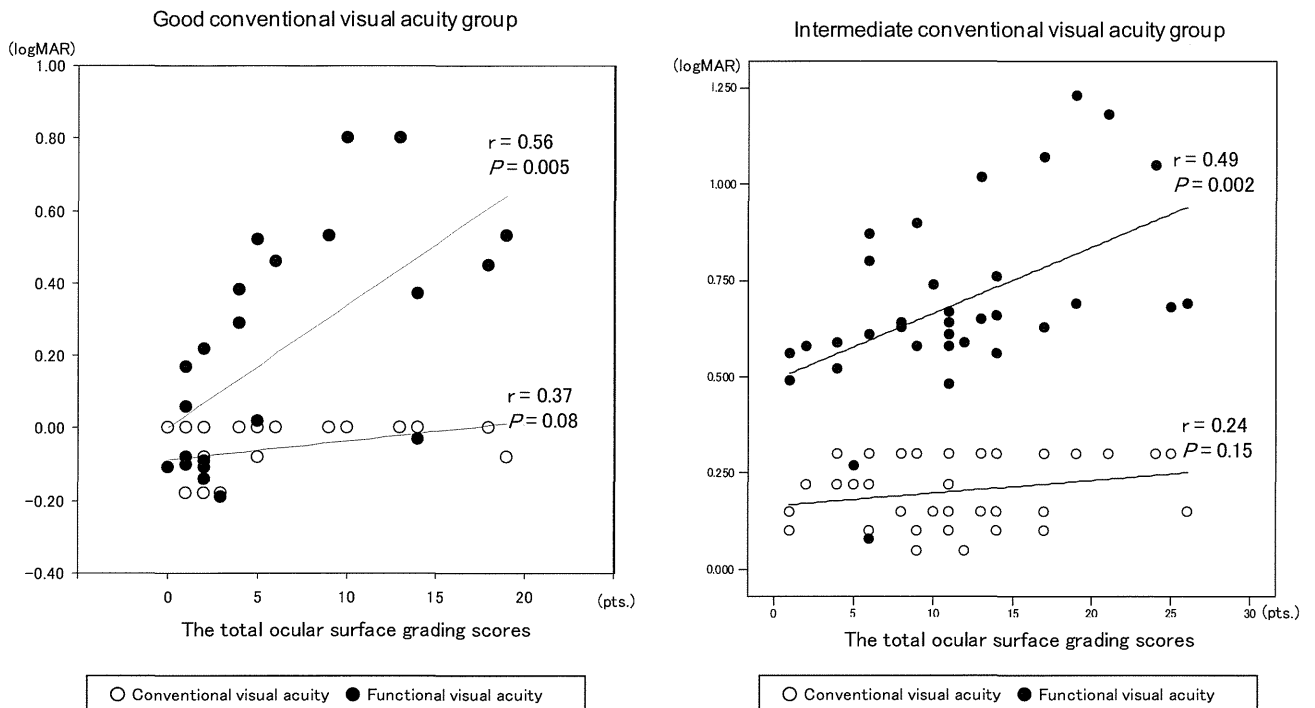 Good conventional visual acuity group
(logMAR)
1.00
0.80
0.60
0.40
0.20
0.00
-0.20
-0.40
r = 0.56
P = 0.005
r = 0.37
P = 0.08
0 5 10 15 20 (pts.)
The total ocular surface grading scores
Conventional visual acuity Functional visual acuity
Intermediate conventional visual acuity group
(logMAR)
1.250
1.000
0.750
0.500
0.250
0.000
r = 0.49
P = 0.002
r = 0.24
P = 0.15
0 5 10 15 20 25 30 (pts.)
The total ocular surface grading scores
Conventional visual acuity Functional visual acuity